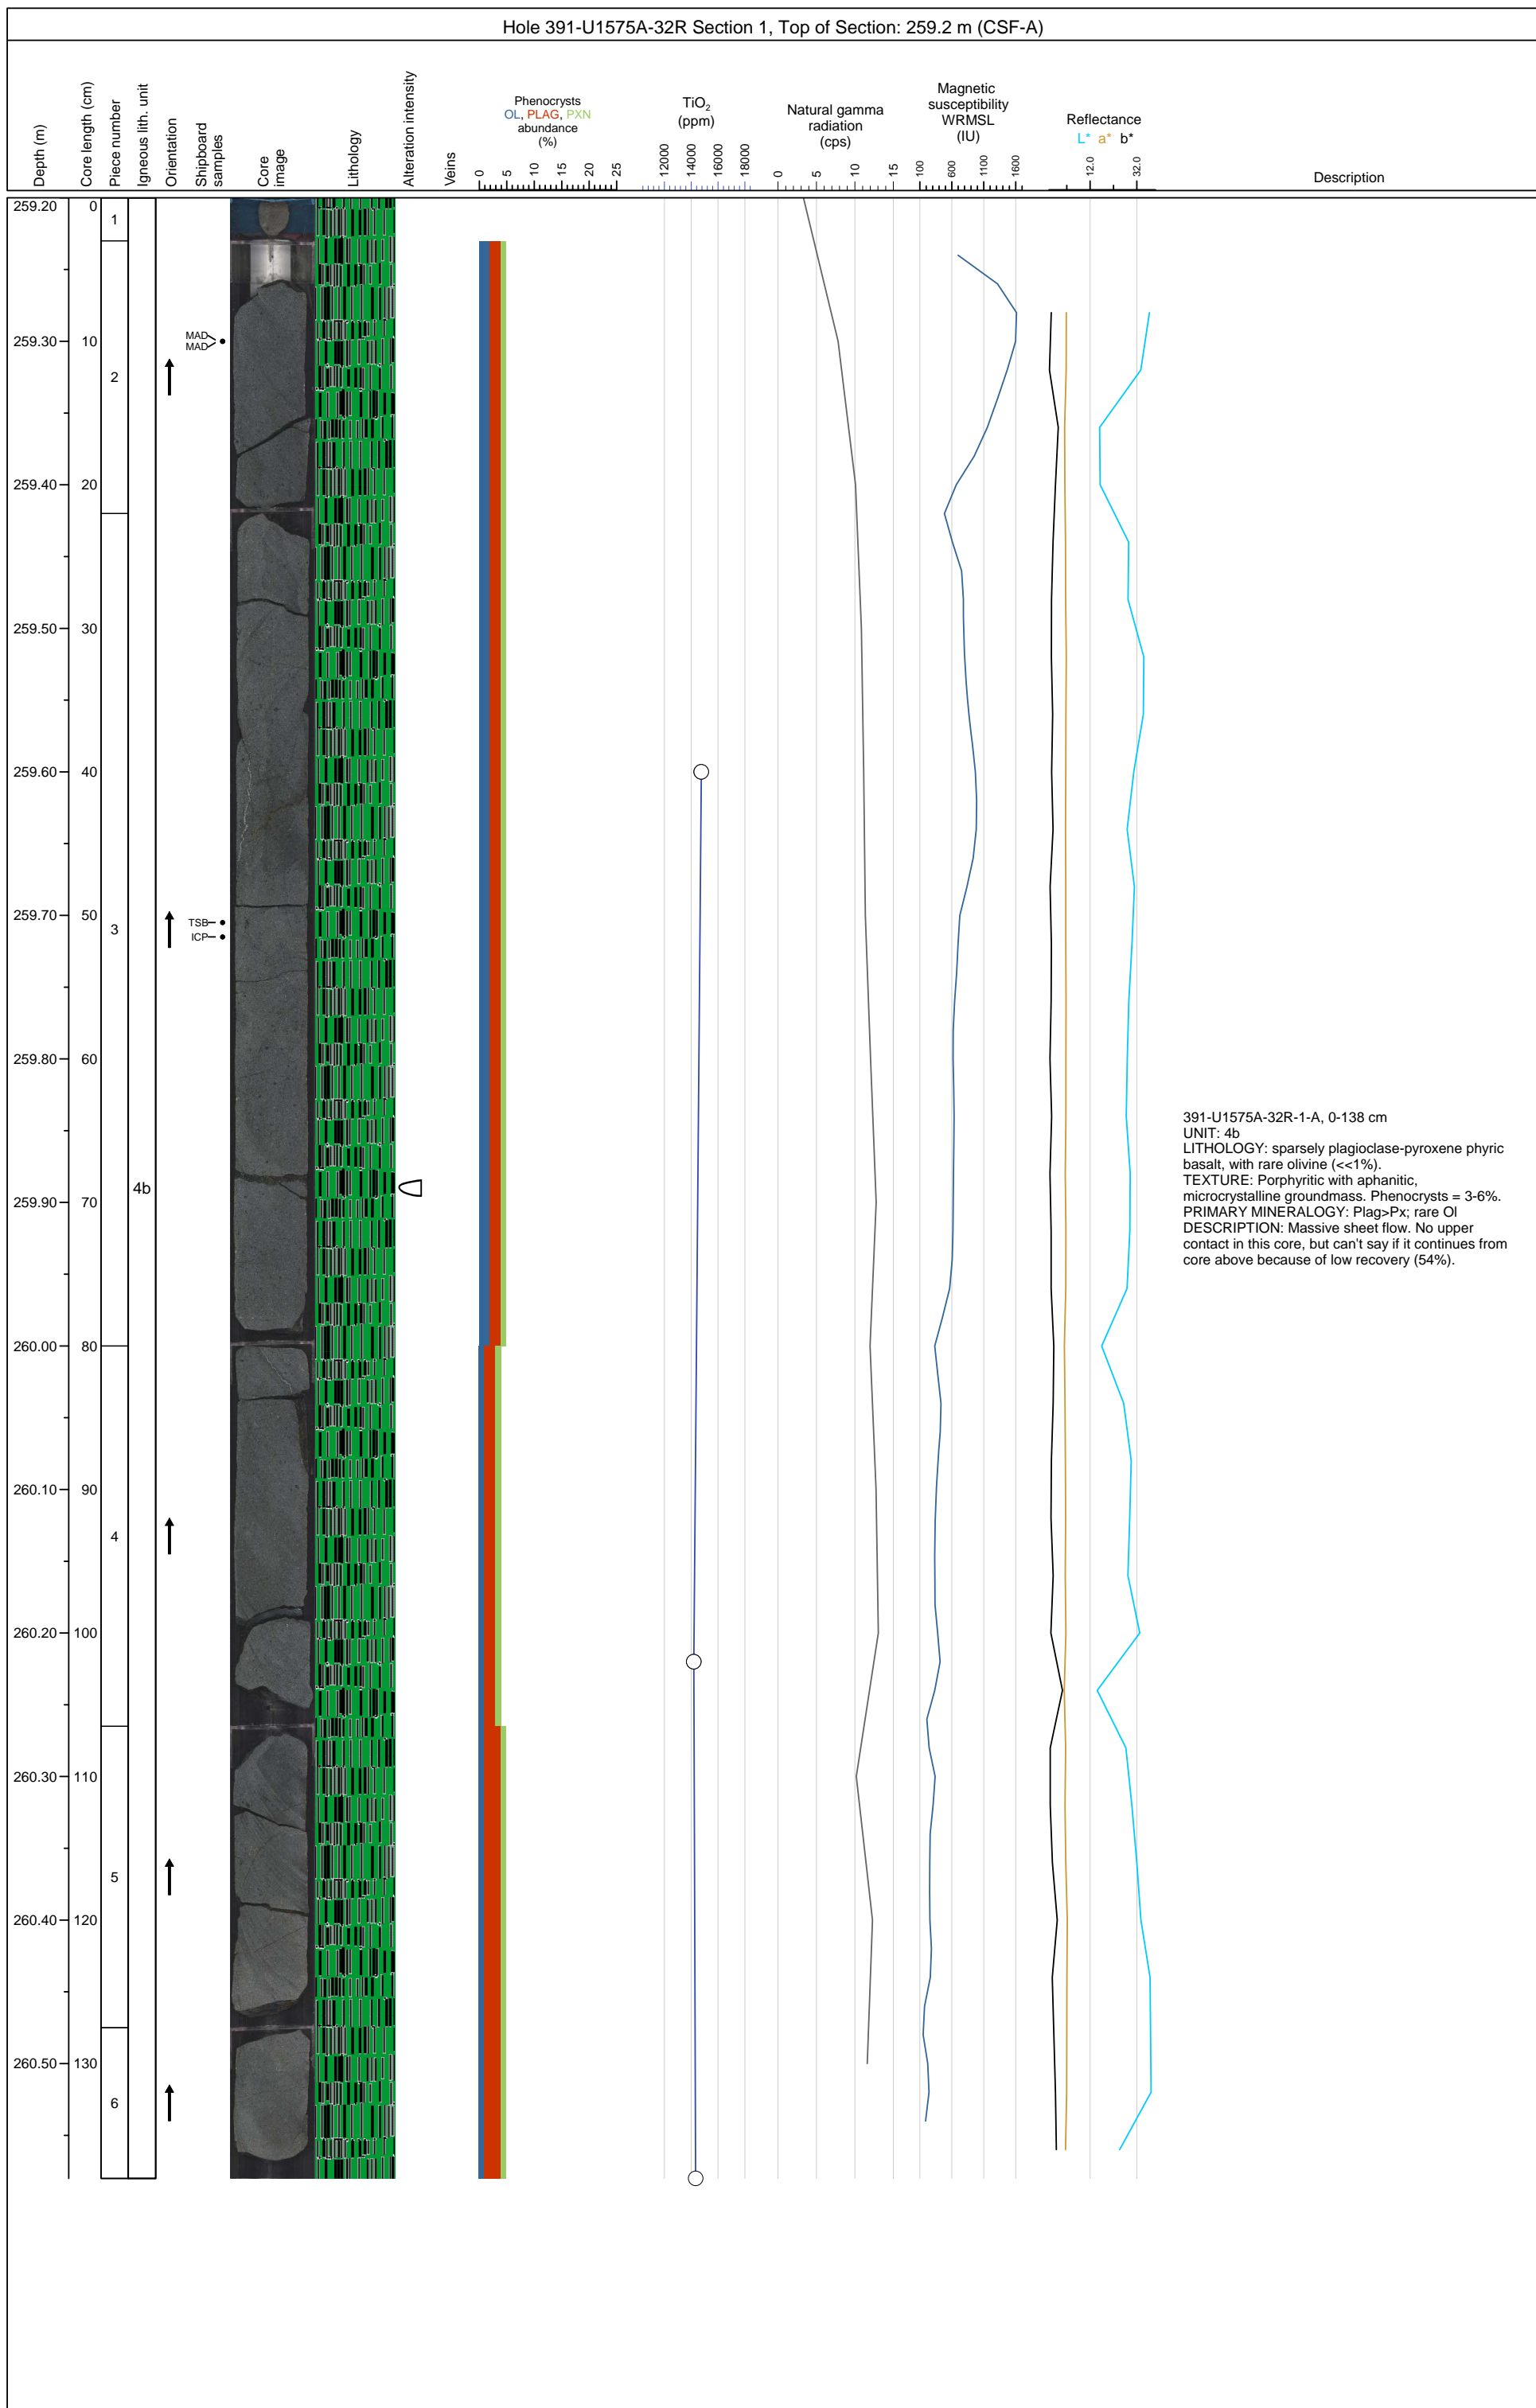 Hole 391-U1575A-32R Section 1, Top of Section: 259.2 m (CSF-A)
Depth (m)
Core length (cm)
Piece number
Igneous lith. unit
Orientation
Shipboard samples
Core image
Lithology
Alteration intensity
Veins
Phenocrysts
OL, PLAG, PXN
abundance
(%)
0 5 10 15 20 25
TiO₂
(ppm)
12000 14000 16000 18000
Natural gamma
radiation
(cps)
0 5 10 15
Magnetic
susceptibility
WRMSL
(IU)
100 600 1100 1600
Reflectance
L* a* b*
12.0 32.0
Description
259.20 0
1
MAD
259.30 10
MAD
2
259.40 20
259.50 30
259.60 40
259.70 50
TSB
3
ICP
259.80 60
4b
259.90 70
260.00 80
260.10 90
4
260.20 100
260.30 110
5
260.40 120
260.50 130
6
391-U1575A-32R-1-A, 0-138 cm
UNIT: 4b
LITHOLOGY: sparsely plagioclase-pyroxene phyric
basalt, with rare olivine (<<1%).
TEXTURE: Porphyritic with aphanitic,
microcrystalline groundmass. Phenocrysts = 3-6%.
PRIMARY MINERALOGY: Plag>Px; rare Ol
DESCRIPTION: Massive sheet flow. No upper
contact in this core, but can't say if it continues from
core above because of low recovery (54%).